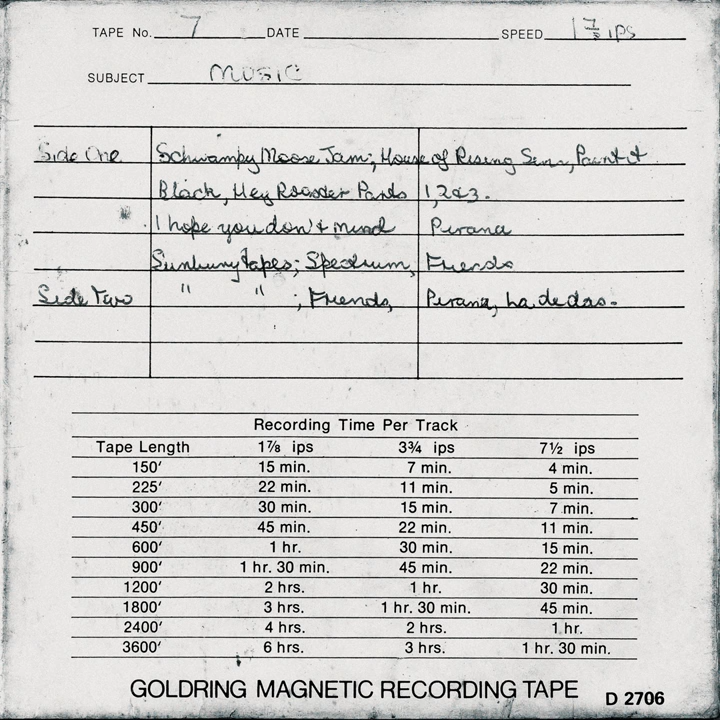 TAPE No. 7 DATE SPEED 1 7/8 ips
SUBJECT MUSIC
Side One Schwampy Moose Jam; House of Rising Sun, Paint it
Black, Hey Rooster Parts 1, 2 & 3.
I hope you don't mind Pirana
Sunbury tapes; Spectrum, Friends
Side Two " " ; Friends, Pirana, La de das.
Recording Time Per Track
Tape Length 1⅞ ips 3¾ ips 7½ ips
150' 15 min. 7 min. 4 min.
225' 22 min. 11 min. 5 min.
300' 30 min. 15 min. 7 min.
450' 45 min. 22 min. 11 min.
600' 1 hr. 30 min. 15 min.
900' 1 hr. 30 min. 45 min. 22 min.
1200' 2 hrs. 1 hr. 30 min.
1800' 3 hrs. 1 hr. 30 min. 45 min.
2400' 4 hrs. 2 hrs. 1 hr.
3600' 6 hrs. 3 hrs. 1 hr. 30 min.
GOLDRING MAGNETIC RECORDING TAPE D 2706